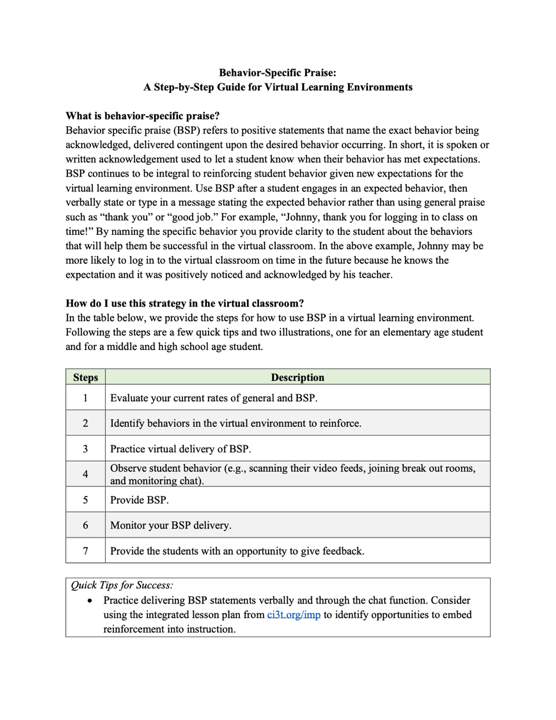 Behavior-Specific Praise:
A Step-by-Step Guide for Virtual Learning Environments
What is behavior-specific praise?
Behavior specific praise (BSP) refers to positive statements that name the exact behavior being
acknowledged, delivered contingent upon the desired behavior occurring. In short, it is spoken or
written acknowledgement used to let a student know when their behavior has met expectations.
BSP continues to be integral to reinforcing student behavior given new expectations for the
virtual learning environment. Use BSP after a student engages in an expected behavior, then
verbally state or type in a message stating the expected behavior rather than using general praise
such as “thank you” or “good job.” For example, “Johnny, thank you for logging in to class on
time!” By naming the specific behavior you provide clarity to the student about the behaviors
that will help them be successful in the virtual classroom. In the above example, Johnny may be
more likely to log in to the virtual classroom on time in the future because he knows the
expectation and it was positively noticed and acknowledged by his teacher.
How do I use this strategy in the virtual classroom?
In the table below, we provide the steps for how to use BSP in a virtual learning environment.
Following the steps are a few quick tips and two illustrations, one for an elementary age student
and for a middle and high school age student.
Steps Description
1 Evaluate your current rates of general and BSP.
2 Identify behaviors in the virtual environment to reinforce.
3 Practice virtual delivery of BSP.
4 Observe student behavior (e.g., scanning their video feeds, joining break out rooms,
and monitoring chat).
5 Provide BSP.
6 Monitor your BSP delivery.
7 Provide the students with an opportunity to give feedback.
Quick Tips for Success:
• Practice delivering BSP statements verbally and through the chat function. Consider
using the integrated lesson plan from ci3t.org/imp to identify opportunities to embed
reinforcement into instruction.